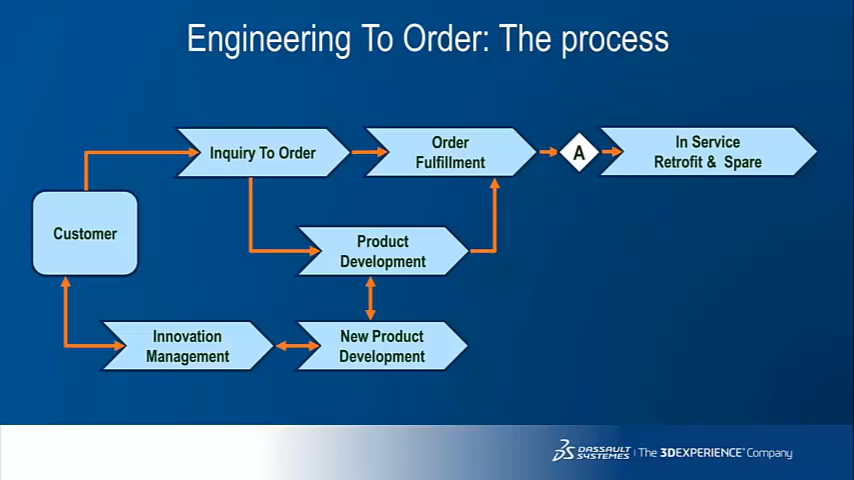 Engineering To Order: The process
Inquiry To Order
Order
Fulfillment
A
In Service
Retrofit & Spare
Customer
Product
Development
Innovation
Management
New Product
Development
DASSAULT
SYSTEMES | The 3DEXPERIENCE® Company